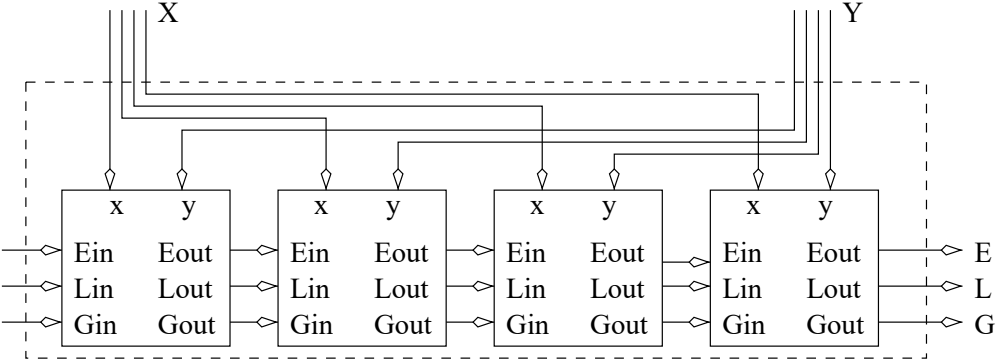 X Y
x y x y x y x y
Ein Eout Ein Eout Ein Eout Ein Eout E
Lin Lout Lin Lout Lin Lout Lin Lout L
Gin Gout Gin Gout Gin Gout Gin Gout G